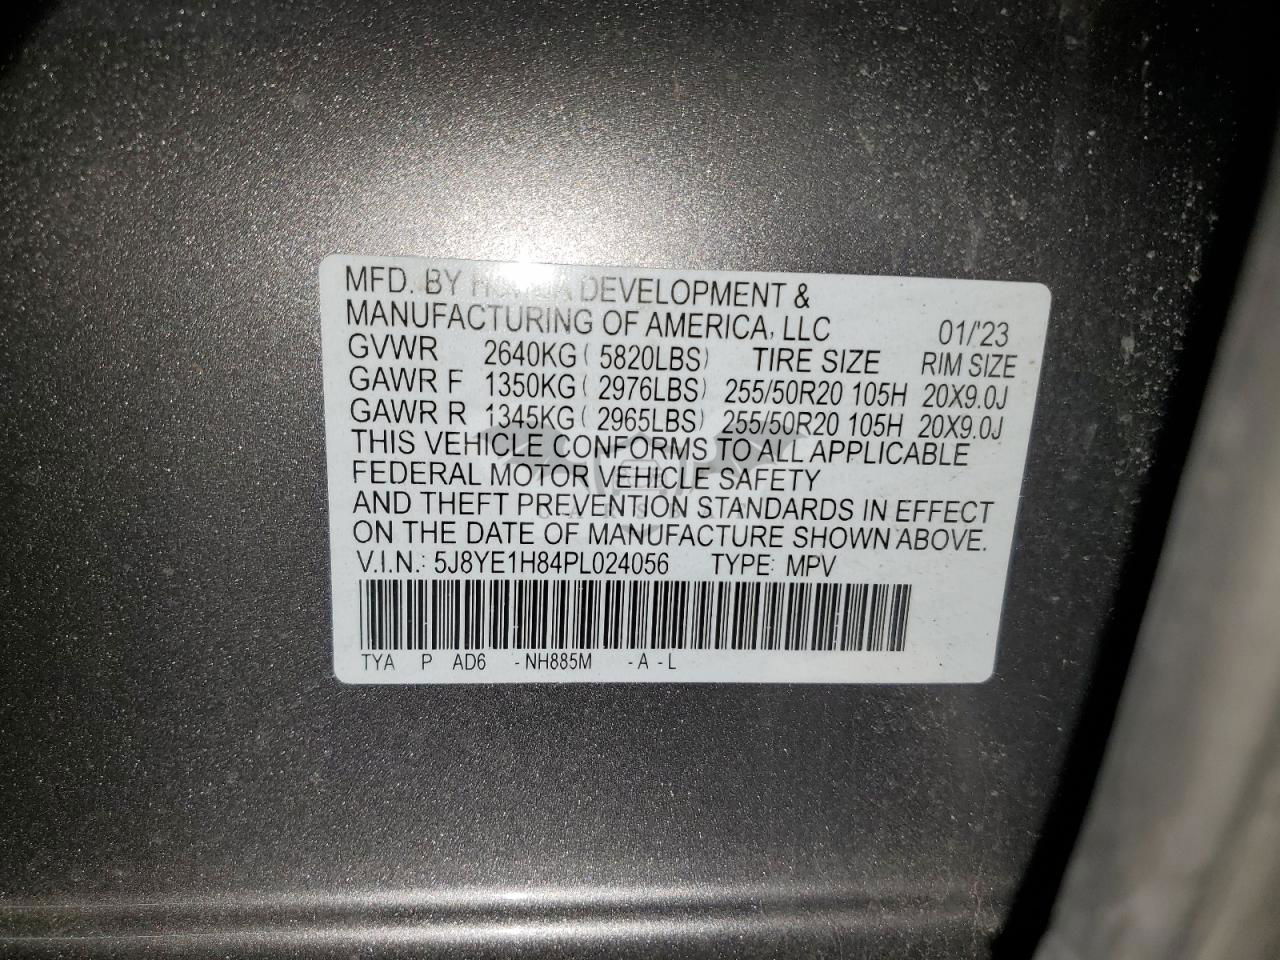 MFD. BY HONDA DEVELOPMENT &
MANUFACTURING OF AMERICA, LLC 01/'23
GVWR 2640KG ( 5820LBS) TIRE SIZE RIM SIZE
GAWR F 1350KG ( 2976LBS) 255/50R20 105H 20X9.0J
GAWR R 1345KG ( 2965LBS) 255/50R20 105H 20X9.0J
THIS VEHICLE CONFORMS TO ALL APPLICABLE
FEDERAL MOTOR VEHICLE SAFETY
AND THEFT PREVENTION STANDARDS IN EFFECT
ON THE DATE OF MANUFACTURE SHOWN ABOVE.
V.I.N.: 5J8YE1H84PL024056 TYPE: MPV
TYA P AD6 -NH885M -A -L